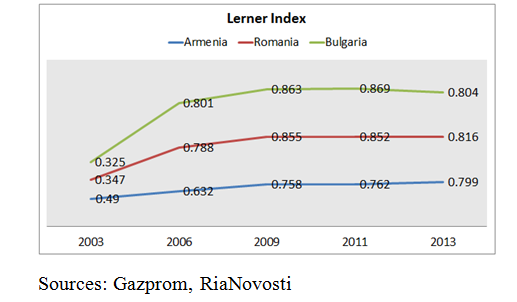 Lerner Index
Armenia Romania Bulgaria
0.863 0.869
0.801 0.804
0.855 0.852 0.816
0.788
0.325
0.758 0.762 0.799
0.347
0.632
0.49
2003 2006 2009 2011 2013
Sources: Gazprom, RiaNovosti